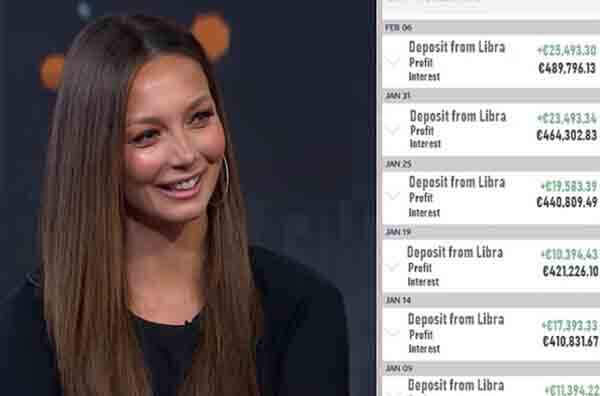 FEB 06
Deposit from Libra +€25,493.30
Profit €489,796.13
Interest
JAN 31
Deposit from Libra +€23,493.34
Profit €464,302.83
Interest
JAN 25
Deposit from Libra +€19,583.39
Profit €440,809.49
Interest
JAN 19
Deposit from Libra +€10,394,43
Profit €421,226.10
Interest
JAN 14
Deposit from Libra +€17,393.33
Profit €410,831.67
Interest
JAN 09
Deposit from Libra +€11,394.22
Profit